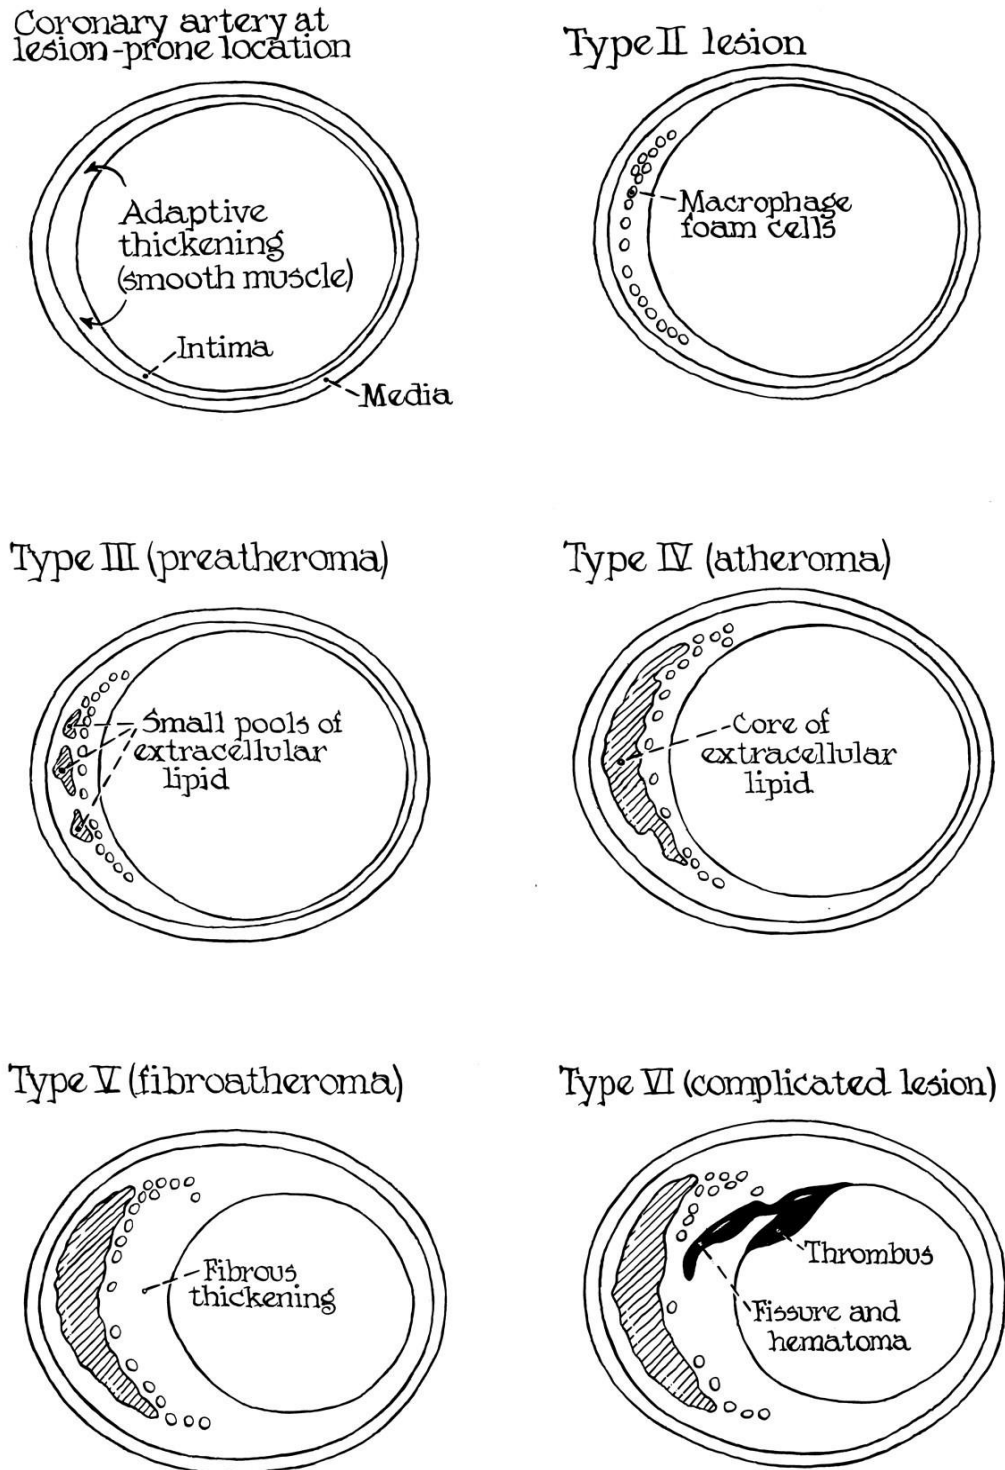 Coronary artery at
lesion-prone location
Adaptive
thickening
(smooth muscle)
Intima
Media
Type II lesion
Macrophage
foam cells
Type III (preatheroma)
Small pools of
extracellular
lipid
Type IV (atheroma)
Core of
extracellular
lipid
Type V (fibroatheroma)
Fibrous
thickening
Type VI (complicated lesion)
Thrombus
Fissure and
hematoma